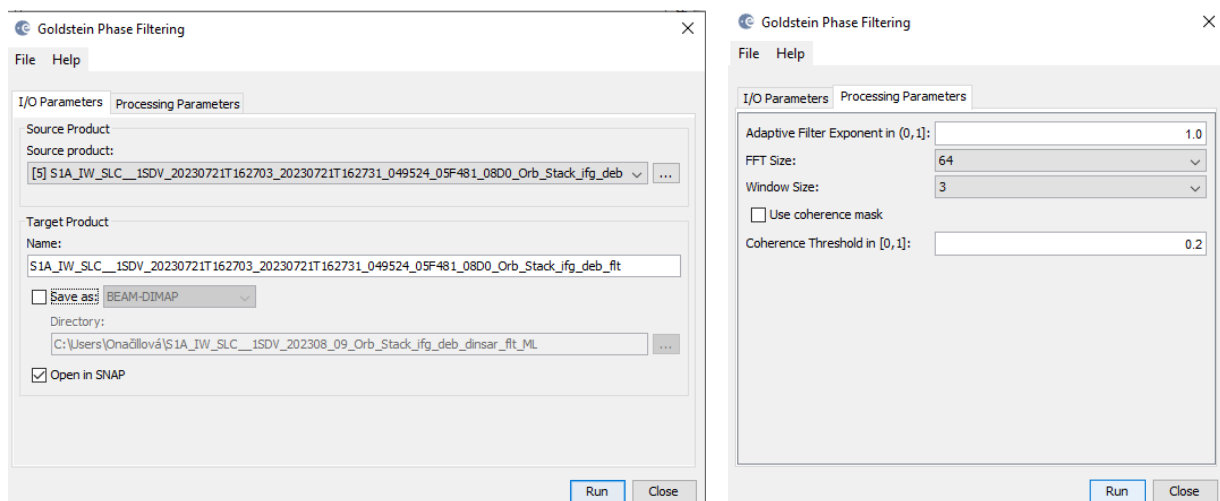 Goldstein Phase Filtering
File Help
I/O Parameters Processing Parameters
Source Product
Source product:
[5] S1A_IW_SLC__1SDV_20230721T162703_20230721T162731_049524_05F481_08D0_Orb_Stack_ifg_deb ...
Target Product
Name:
S1A_IW_SLC__1SDV_20230721T162703_20230721T162731_049524_05F481_08D0_Orb_Stack_ifg_deb_flt
Save as: BEAM-DIMAP
Directory:
C:\Users\Onačillová\S1A_IW_SLC__1SDV_202308_09_Orb_Stack_ifg_deb_dinsar_flt_ML ...
Open in SNAP
Run Close
Goldstein Phase Filtering
File Help
I/O Parameters Processing Parameters
Adaptive Filter Exponent in (0,1]: 1.0
FFT Size: 64
Window Size: 3
Use coherence mask
Coherence Threshold in [0,1]: 0.2
Run Close